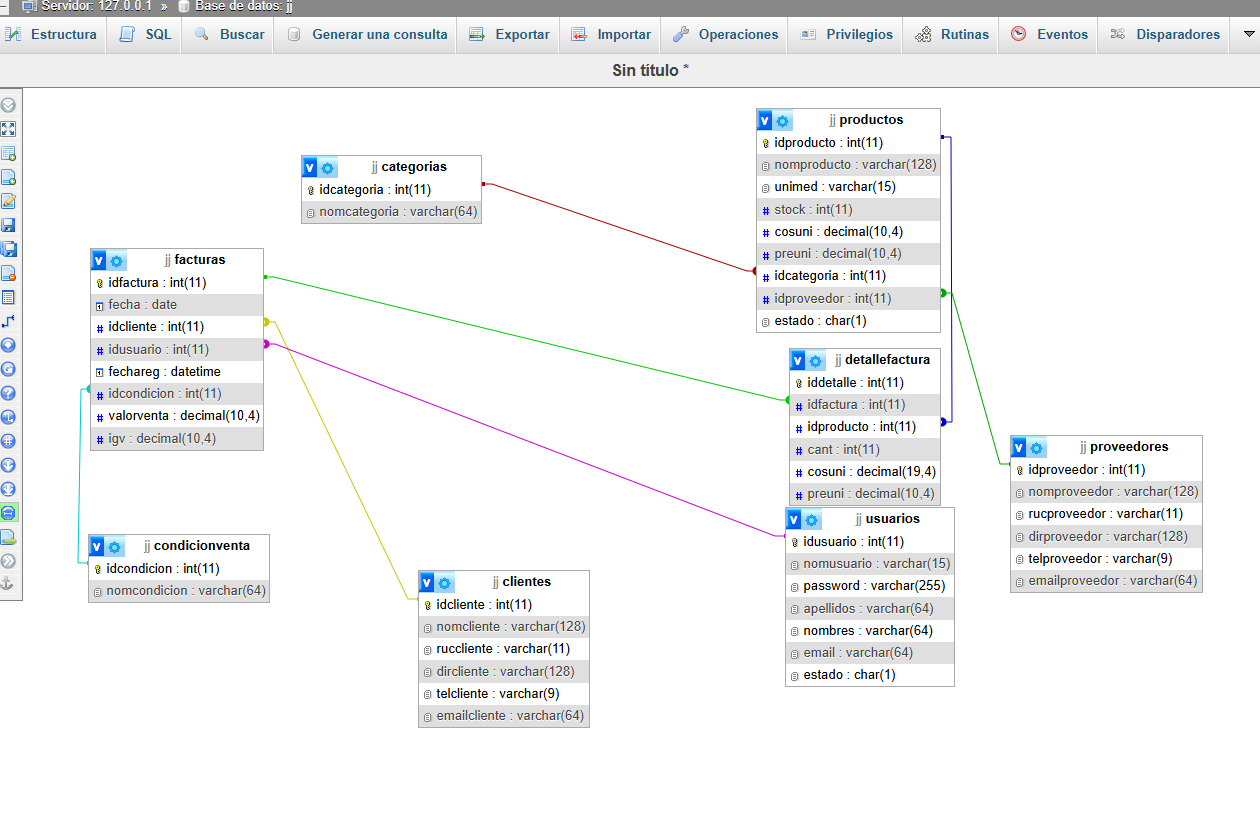 Servidor: 127.0.0.1 » Base de datos: jj
Estructura SQL Buscar Generar una consulta Exportar Importar Operaciones Privilegios Rutinas Eventos Disparadores
Sin título *
jj categorias
idcategoria : int(11)
nomcategoria : varchar(64)
jj productos
idproducto : int(11)
nomproducto : varchar(128)
unimed : varchar(15)
stock : int(11)
cosuni : decimal(10,4)
preuni : decimal(10,4)
idcategoria : int(11)
idproveedor : int(11)
estado : char(1)
jj facturas
idfactura : int(11)
fecha : date
idcliente : int(11)
idusuario : int(11)
fechareg : datetime
idcondicion : int(11)
valorventa : decimal(10,4)
igv : decimal(10,4)
jj detallefactura
iddetalle : int(11)
idfactura : int(11)
idproducto : int(11)
cant : int(11)
cosuni : decimal(19,4)
preuni : decimal(10,4)
jj proveedores
idproveedor : int(11)
nomproveedor : varchar(128)
rucproveedor : varchar(11)
dirproveedor : varchar(128)
telproveedor : varchar(9)
emailproveedor : varchar(64)
jj usuarios
idusuario : int(11)
nomusuario : varchar(15)
password : varchar(255)
apellidos : varchar(64)
nombres : varchar(64)
email : varchar(64)
estado : char(1)
jj condicionventa
idcondicion : int(11)
nomcondicion : varchar(64)
jj clientes
idcliente : int(11)
nomcliente : varchar(128)
ruccliente : varchar(11)
dircliente : varchar(128)
telcliente : varchar(9)
emailcliente : varchar(64)